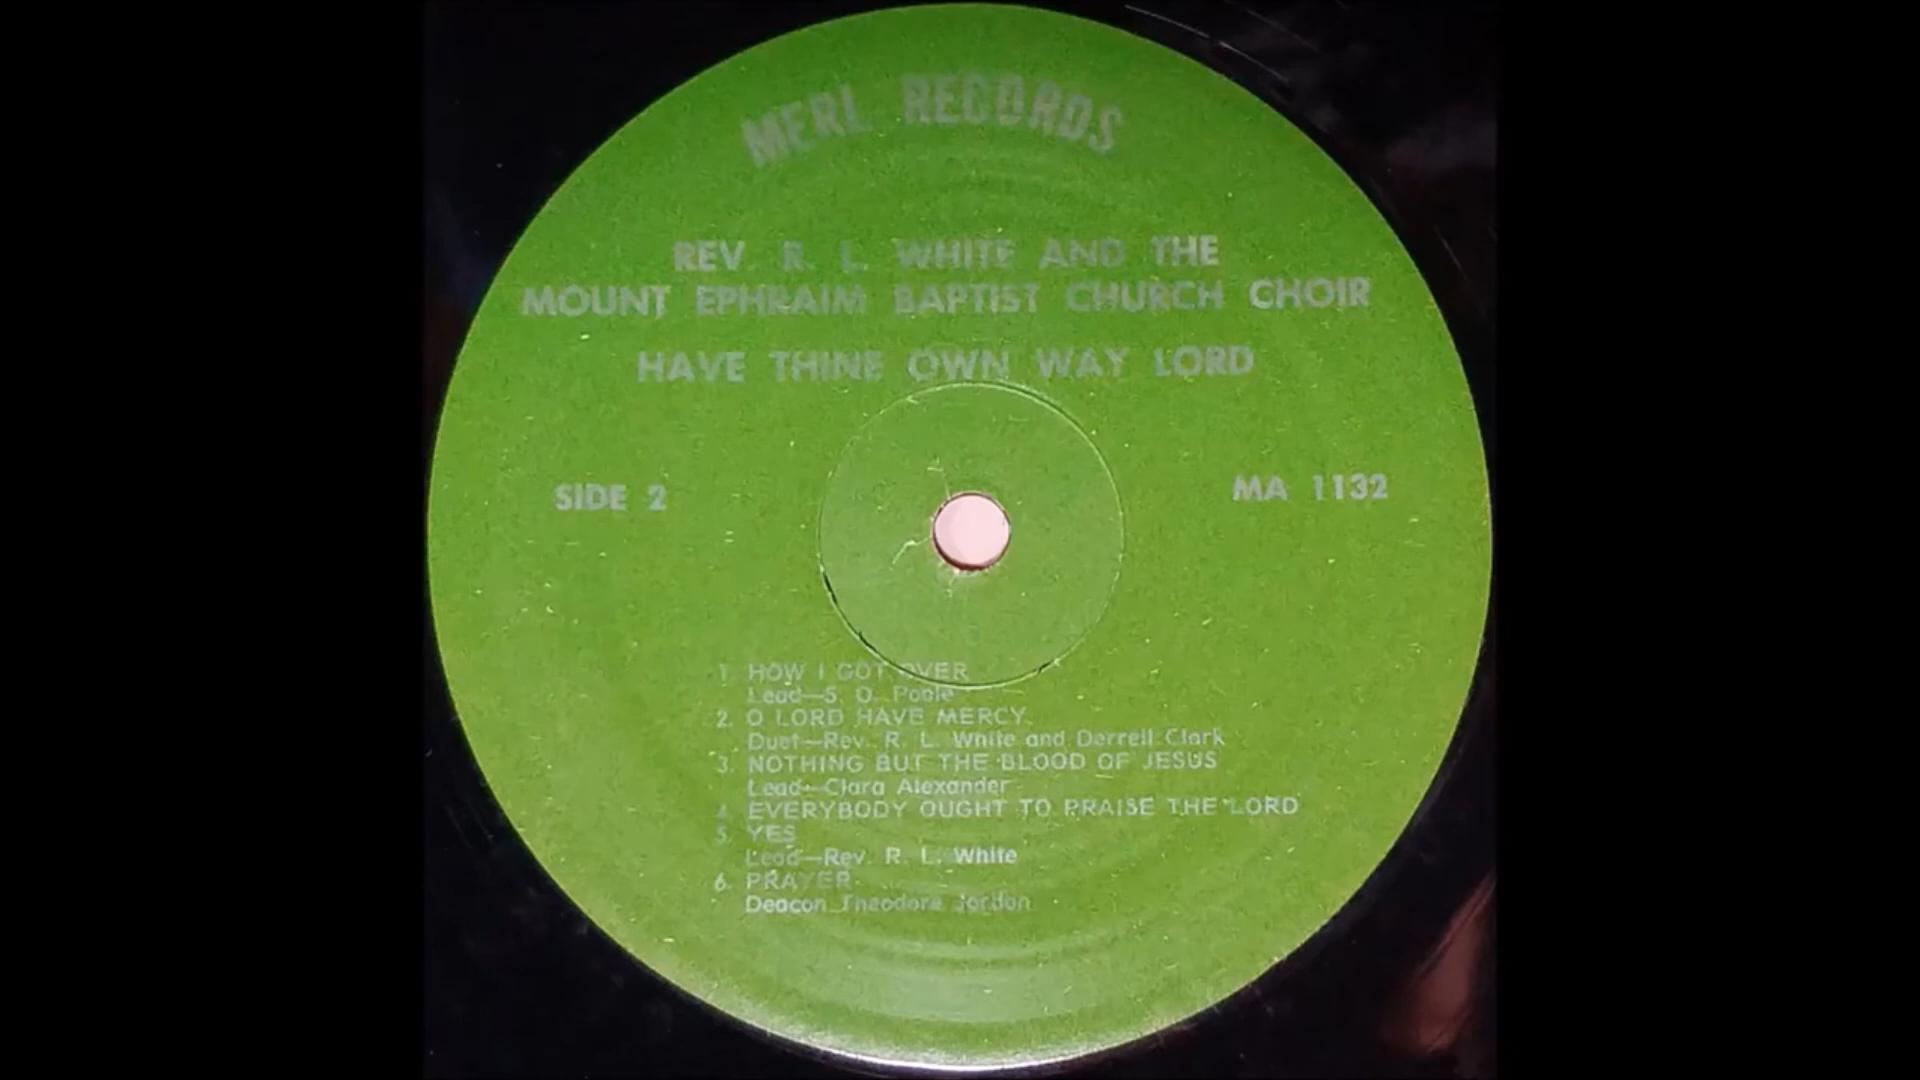 MERL RECORDS
REV. R. L. WHITE AND THE
MOUNT EPHRAIM BAPTIST CHURCH CHOIR
HAVE THINE OWN WAY LORD
SIDE 2
MA 1132
1. HOW I GOT OVER
Lead—S. O. Poole
2. O LORD HAVE MERCY
Duet—Rev. R. L. White and Derrell Clark
3. NOTHING BUT THE BLOOD OF JESUS
Lead—Clara Alexander
4. EVERYBODY OUGHT TO PRAISE THE LORD
5. YES
Lead—Rev. R. L. White
6. PRAYER
Deacon Theodore Jordon